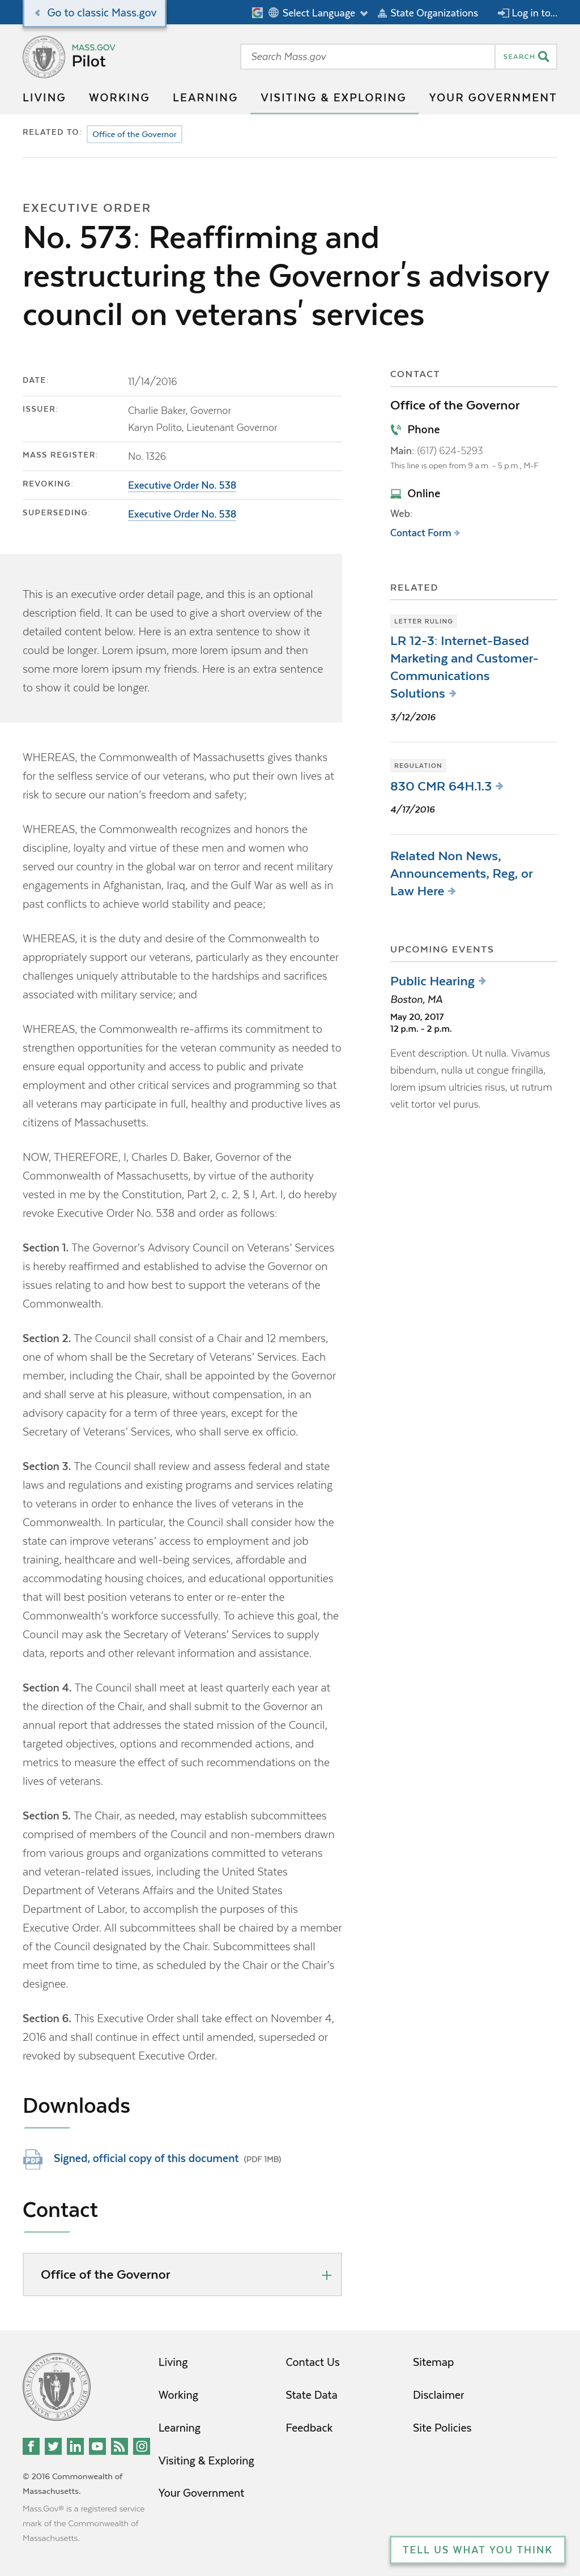 Go to classic Mass.gov
Select Language
State Organizations
Log in to...
MASS.GOV
Pilot
Search Mass.gov
SEARCH
LIVING WORKING LEARNING VISITING & EXPLORING YOUR GOVERNMENT
RELATED TO: Office of the Governor
EXECUTIVE ORDER
No. 573: Reaffirming and
restructuring the Governor's advisory
council on veterans' services
DATE: 11/14/2016
ISSUER: Charlie Baker, Governor
Karyn Polito, Lieutenant Governor
MASS REGISTER: No. 1326
REVOKING: Executive Order No. 538
SUPERSEDING: Executive Order No. 538
This is an executive order detail page, and this is an optional
description field. It can be used to give a short overview of the
detailed content below. Here is an extra sentence to show it
could be longer. Lorem ipsum, more lorem ipsum and then
some more lorem ipsum my friends. Here is an extra sentence
to show it could be longer.
WHEREAS, the Commonwealth of Massachusetts gives thanks
for the selfless service of our veterans, who put their own lives at
risk to secure our nation's freedom and safety;
WHEREAS, the Commonwealth recognizes and honors the
discipline, loyalty and virtue of these men and women who
served our country in the global war on terror and recent military
engagements in Afghanistan, Iraq, and the Gulf War as well as in
past conflicts to achieve world stability and peace;
WHEREAS, it is the duty and desire of the Commonwealth to
appropriately support our veterans, particularly as they encounter
challenges uniquely attributable to the hardships and sacrifices
associated with military service; and
WHEREAS, the Commonwealth re-affirms its commitment to
strengthen opportunities for the veteran community as needed to
ensure equal opportunity and access to public and private
employment and other critical services and programming so that
all veterans may participate in full, healthy and productive lives as
citizens of Massachusetts.
NOW, THEREFORE, I, Charles D. Baker, Governor of the
Commonwealth of Massachusetts, by virtue of the authority
vested in me by the Constitution, Part 2, c. 2, § I, Art. I, do hereby
revoke Executive Order No. 538 and order as follows:
Section 1. The Governor's Advisory Council on Veterans' Services
is hereby reaffirmed and established to advise the Governor on
issues relating to and how best to support the veterans of the
Commonwealth.
Section 2. The Council shall consist of a Chair and 12 members,
one of whom shall be the Secretary of Veterans' Services. Each
member, including the Chair, shall be appointed by the Governor
and shall serve at his pleasure, without compensation, in an
advisory capacity for a term of three years, except for the
Secretary of Veterans' Services, who shall serve ex officio.
Section 3. The Council shall review and assess federal and state
laws and regulations and existing programs and services relating
to veterans in order to enhance the lives of veterans in the
Commonwealth. In particular, the Council shall consider how the
state can improve veterans' access to employment and job
training, healthcare and well-being services, affordable and
accommodating housing choices, and educational opportunities
that will best position veterans to enter or re-enter the
Commonwealth's workforce successfully. To achieve this goal, the
Council may ask the Secretary of Veterans' Services to supply
data, reports and other relevant information and assistance.
Section 4. The Council shall meet at least quarterly each year at
the direction of the Chair, and shall submit to the Governor an
annual report that addresses the stated mission of the Council,
targeted objectives, options and recommended actions, and
metrics to measure the effect of such recommendations on the
lives of veterans.
Section 5. The Chair, as needed, may establish subcommittees
comprised of members of the Council and non-members drawn
from various groups and organizations committed to veterans
and veteran-related issues, including the United States
Department of Veterans Affairs and the United States
Department of Labor, to accomplish the purposes of this
Executive Order. All subcommittees shall be chaired by a member
of the Council designated by the Chair. Subcommittees shall
meet from time to time, as scheduled by the Chair or the Chair's
designee.
Section 6. This Executive Order shall take effect on November 4,
2016 and shall continue in effect until amended, superseded or
revoked by subsequent Executive Order.
Downloads
PDF
Signed, official copy of this document (PDF 1MB)
Contact
Office of the Governor
CONTACT
Office of the Governor
Phone
Main: (617) 624-5293
This line is open from 9 a.m. - 5 p.m., M-F
Online
Web:
Contact Form
RELATED
LETTER RULING
LR 12-3: Internet-Based
Marketing and Customer-
Communications
Solutions
3/12/2016
REGULATION
830 CMR 64H.1.3
4/17/2016
Related Non News,
Announcements, Reg, or
Law Here
UPCOMING EVENTS
Public Hearing
Boston, MA
May 20, 2017
12 p.m. - 2 p.m.
Event description. Ut nulla. Vivamus
bibendum, nulla ut congue fringilla,
lorem ipsum ultricies risus, ut rutrum
velit tortor vel purus.
Living
Working
Learning
Visiting & Exploring
Your Government
Contact Us
State Data
Feedback
Sitemap
Disclaimer
Site Policies
© 2016 Commonwealth of
Massachusetts.
Mass.Gov® is a registered service
mark of the Commonwealth of
Massachusetts.
TELL US WHAT YOU THINK